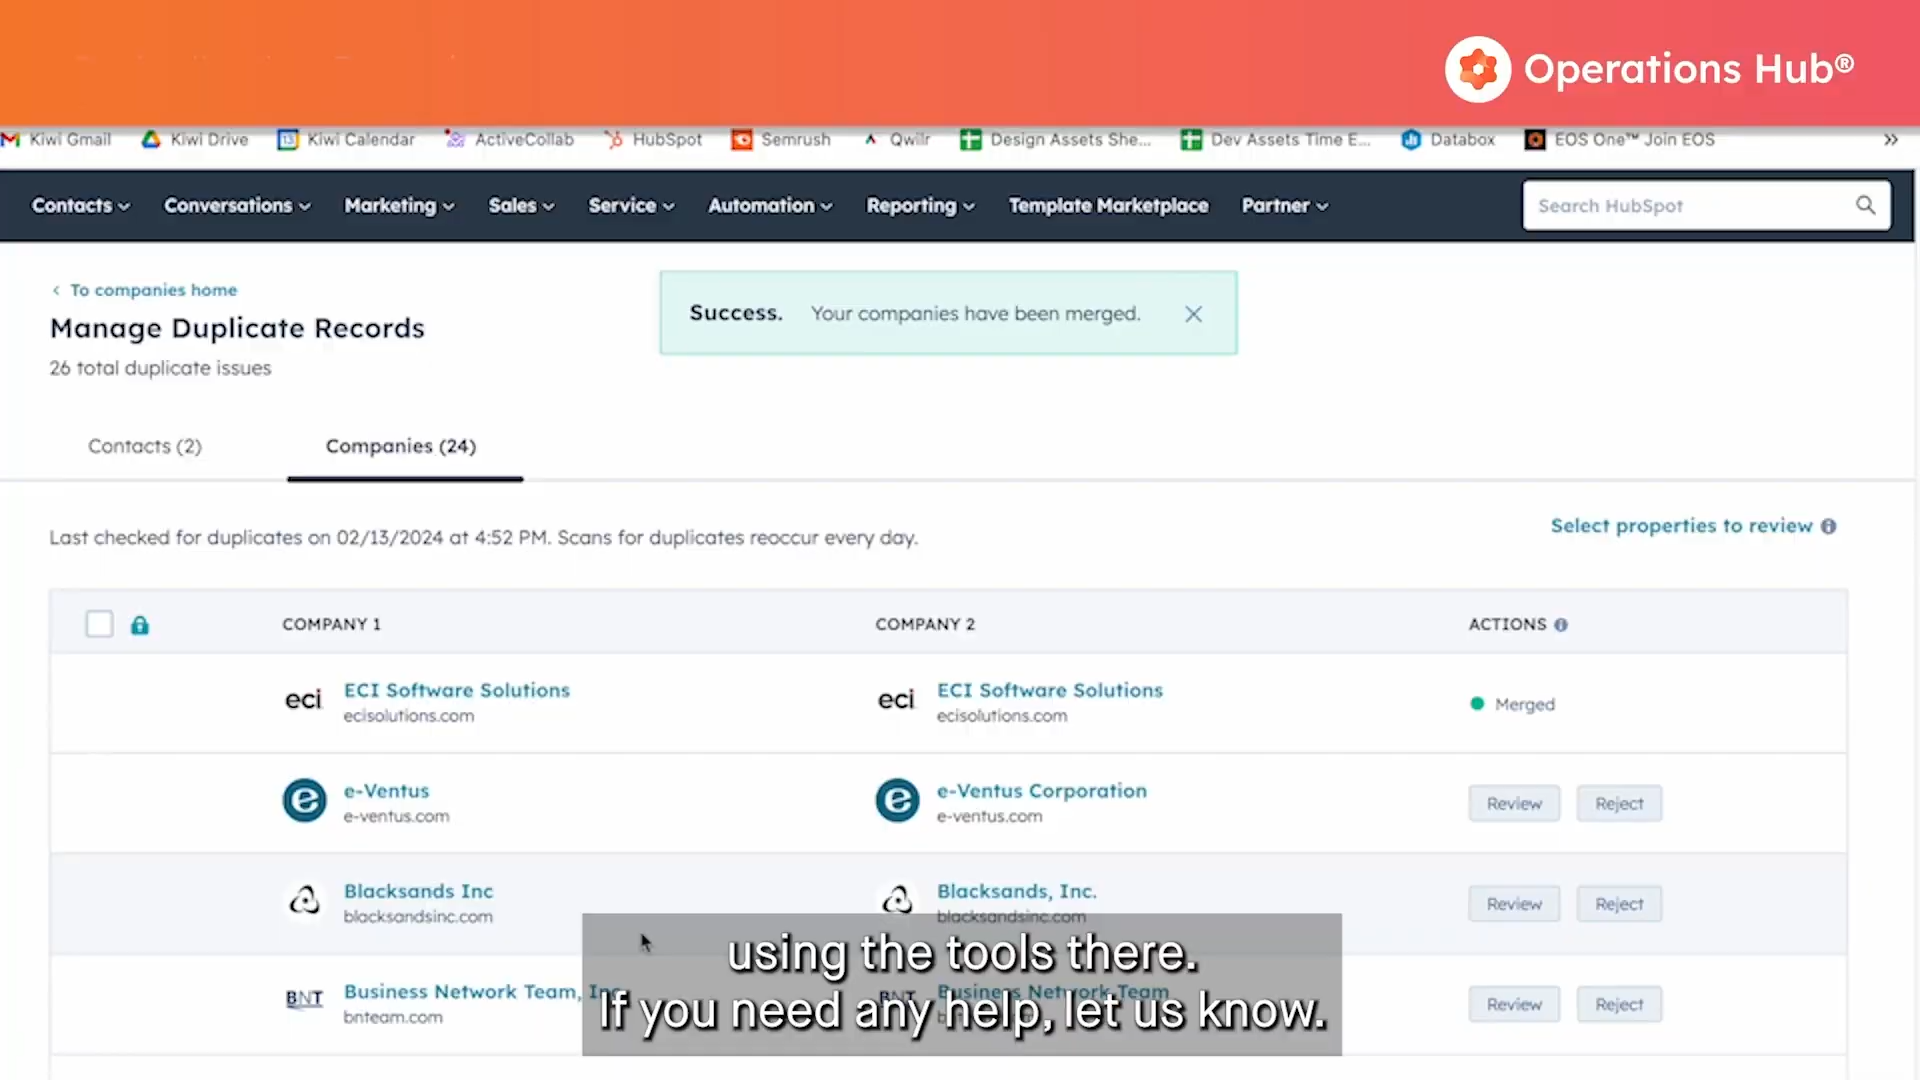 Operations Hub®
Kiwi Gmail Kiwi Drive Kiwi Calendar ActiveCollab HubSpot Semrush Qwilr Design Assets She... Dev Assets Time E... Databox EOS One™ Join EOS »
Contacts Conversations Marketing Sales Service Automation Reporting Template Marketplace Partner Search HubSpot
To companies home
Manage Duplicate Records
26 total duplicate issues
Success. Your companies have been merged.
Contacts (2) Companies (24)
Last checked for duplicates on 02/13/2024 at 4:52 PM. Scans for duplicates reoccur every day.
Select properties to review
COMPANY 1 COMPANY 2 ACTIONS
eci ECI Software Solutions eci ECI Software Solutions Merged
ecisolutions.com ecisolutions.com
e-Ventus e-Ventus Corporation Review Reject
e-ventus.com e-ventus.com
Blacksands Inc Blacksands, Inc. Review Reject
blacksandsinc.com blacksandsinc.com
BNT Business Network Team, Inc BNT Business Network Team Review Reject
bnteam.com
using the tools there.
If you need any help, let us know.